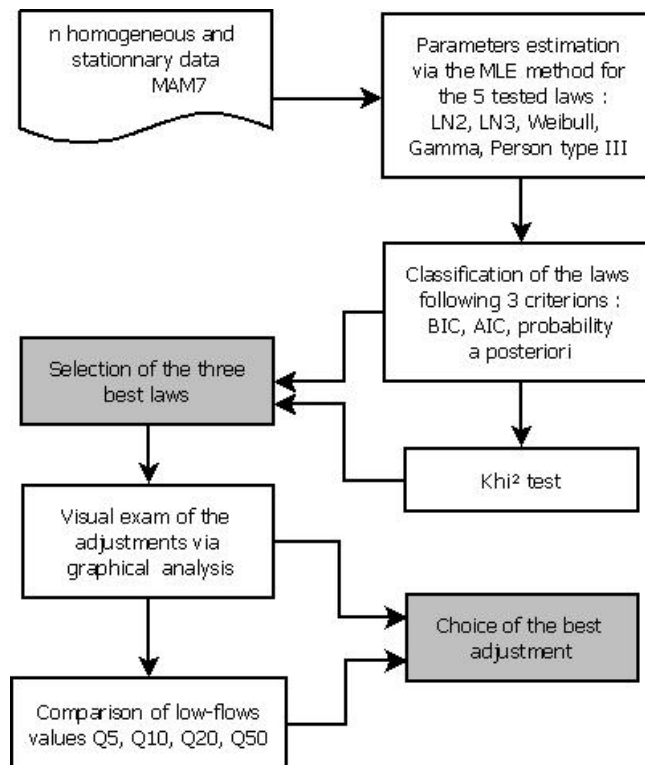 n homogeneous and
stationnary data
MAM7
Parameters estimation
via the MLE method for
the 5 tested laws :
LN2, LN3, Weibull,
Gamma, Person type III
Classification of the laws
following 3 criterions :
BIC, AIC, probability
a posteriori
Selection of the three
best laws
Khi² test
Visual exam of the
adjustments via
graphical analysis
Choice of the best
adjustment
Comparison of low-flows
values Q5, Q10, Q20, Q50